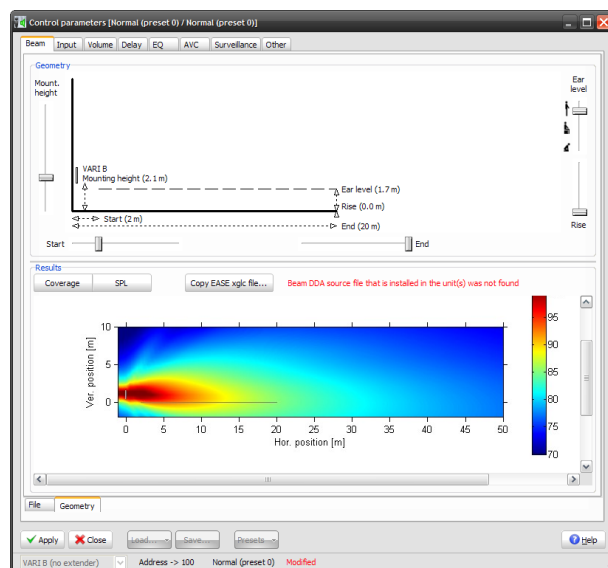 Control parameters [Normal (preset 0) / Normal (preset 0)]
Beam Input Volume Delay EQ AVC Surveillance Other
Geometry
Mount. height
Ear level
VARI B
Mounting height (2.1 m)
Ear level (1.7 m)
Rise (0.0 m)
Start (2 m)
End (20 m)
Rise
Start
End
Results
Coverage SPL Copy EASE xglc file... Beam DDA source file that is installed in the unit(s) was not found
10
5
0
Ver. position [m]
0 5 10 15 20 25 30 35 40 45 50
Hor. position [m]
95
90
85
80
75
70
File Geometry
Apply Close Load... Save... Presets Help
VARI B (no extender) Address -> 100 Normal (preset 0) Modified